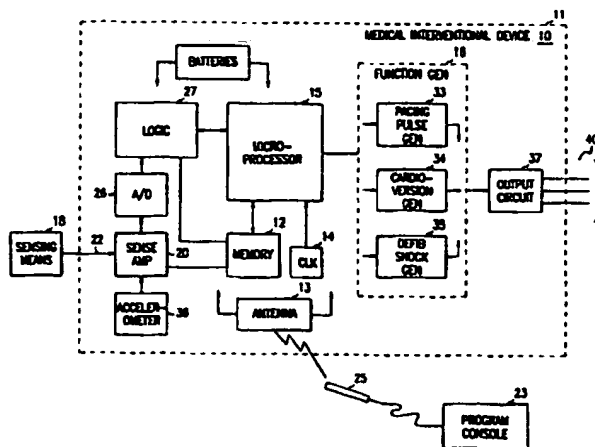 11
MEDICAL INTERVENTIONAL DEVICE 10
16
BATTERIES
FUNCTION GEN
27
15
33
LOGIC
MICRO-
PROCESSOR
PACING
PULSE GEN
34
40
37
26
A/D
CARDIO-
VERSION GEN
OUTPUT
CIRCUIT
18
12
35
SENSING
MEANS
22
SENSE
AMP
20
MEMORY
14
CLK
DEFIB
SHOCK
GEN
13
ACCELER-
OMETER
36
ANTENNA
25
23
PROGRAM
CONSOLE